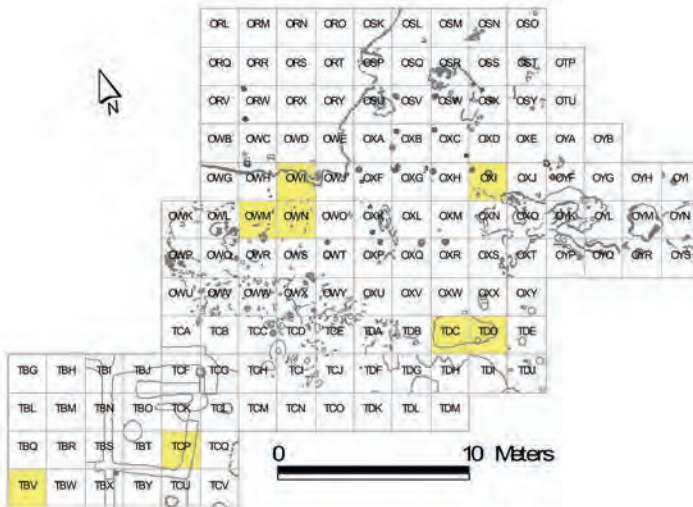 ORL ORM ORN ORO OSK OSL OSM OSN OSO
ORQ ORR ORS ORT OSP OSQ OSR OSS OST OTP
ORV ORW ORX ORY OSU OSV OSW OSX OSY OTU
N
OWB OWC OWD OWE OXA OXB OXC OXD OXE OYA OYB
OWG OWH OWI OWJ OXF OXG OXH OXI OXJ OYF OYG OYH OYI
OWK OWL OWM OWN OWO OXK OXL OXM OXN OXO OYK OYL OYM OYN
OWP OWQ OWR OWS OWT OXP OXQ OXR OXS OXT OYP OYQ OYR OYS
OWU OWV OWW OWX OWY OXU OXV OXW OXX OXY
TCA TCB TCC TCD TCE TDA TDB TDC TDD TDE
TBG TBH TBI TBJ TCF TCG TCH TCI TCJ TDF TDG TDH TDI TDJ
TBL TBM TBN TBO TCK TCL TCM TCN TCO TDK TDL TDM
TBQ TBR TBS TBT TCP TCQ
0 10 Meters
TBV TBW TBX TBY TCU TCV